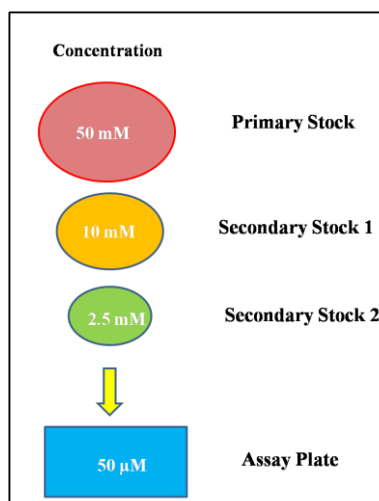 Concentration
50 mM Primary Stock
10 mM Secondary Stock 1
2.5 mM Secondary Stock 2
50 µM Assay Plate